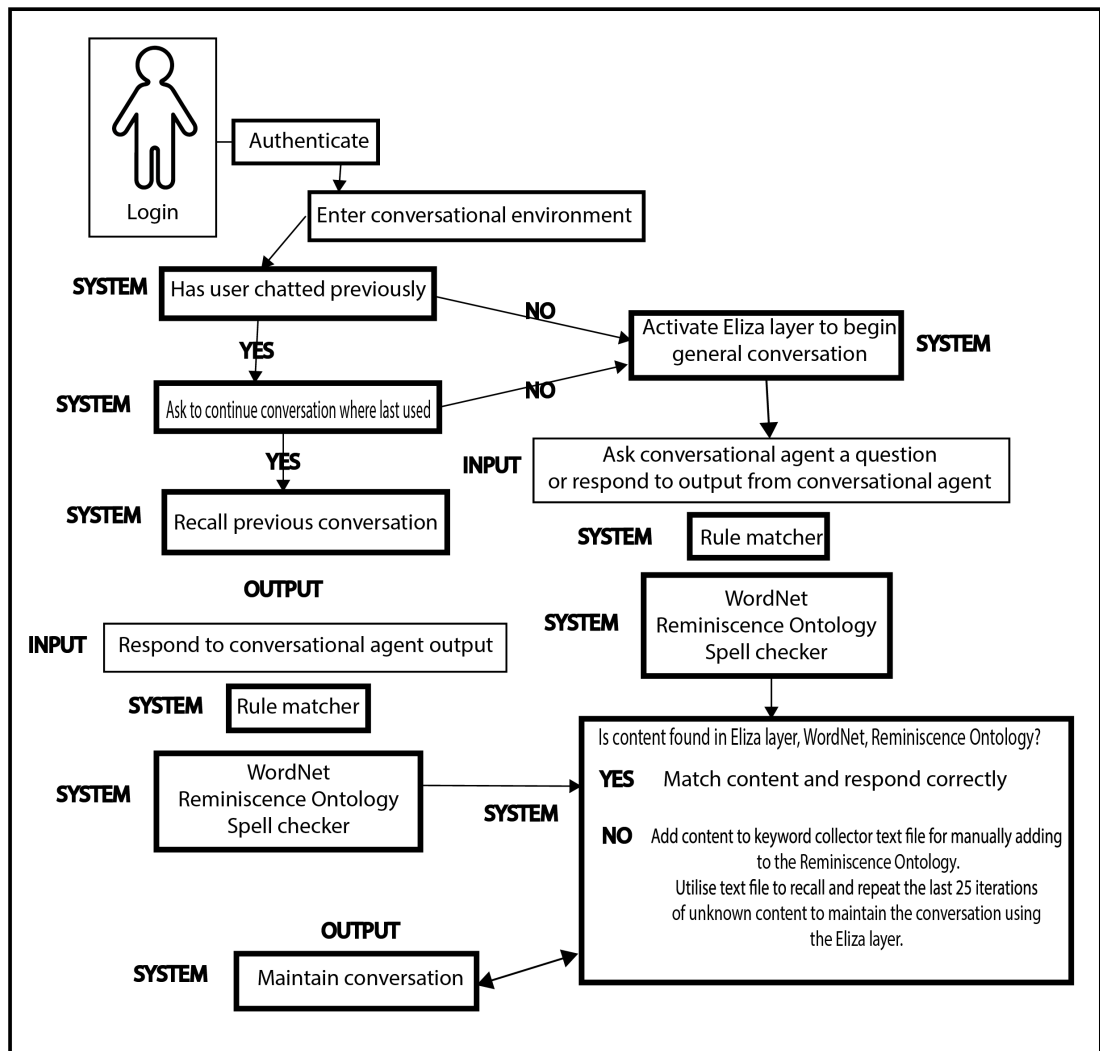 Login
Authenticate
Enter conversational environment
SYSTEM
Has user chatted previously
NO
YES
Activate Eliza layer to begin
general conversation
SYSTEM
SYSTEM
Ask to continue conversation where last used
NO
YES
SYSTEM
Recall previous conversation
OUTPUT
INPUT
Respond to conversational agent output
SYSTEM
Rule matcher
SYSTEM
WordNet
Reminiscence Ontology
Spell checker
INPUT
Ask conversational agent a question
or respond to output from conversational agent
SYSTEM
Rule matcher
SYSTEM
WordNet
Reminiscence Ontology
Spell checker
SYSTEM
Is content found in Eliza layer, WordNet, Reminiscence Ontology?
YES Match content and respond correctly
NO Add content to keyword collector text file for manually adding
to the Reminiscence Ontology.
Utilise text file to recall and repeat the last 25 iterations
of unknown content to maintain the conversation using
the Eliza layer.
OUTPUT
SYSTEM
Maintain conversation